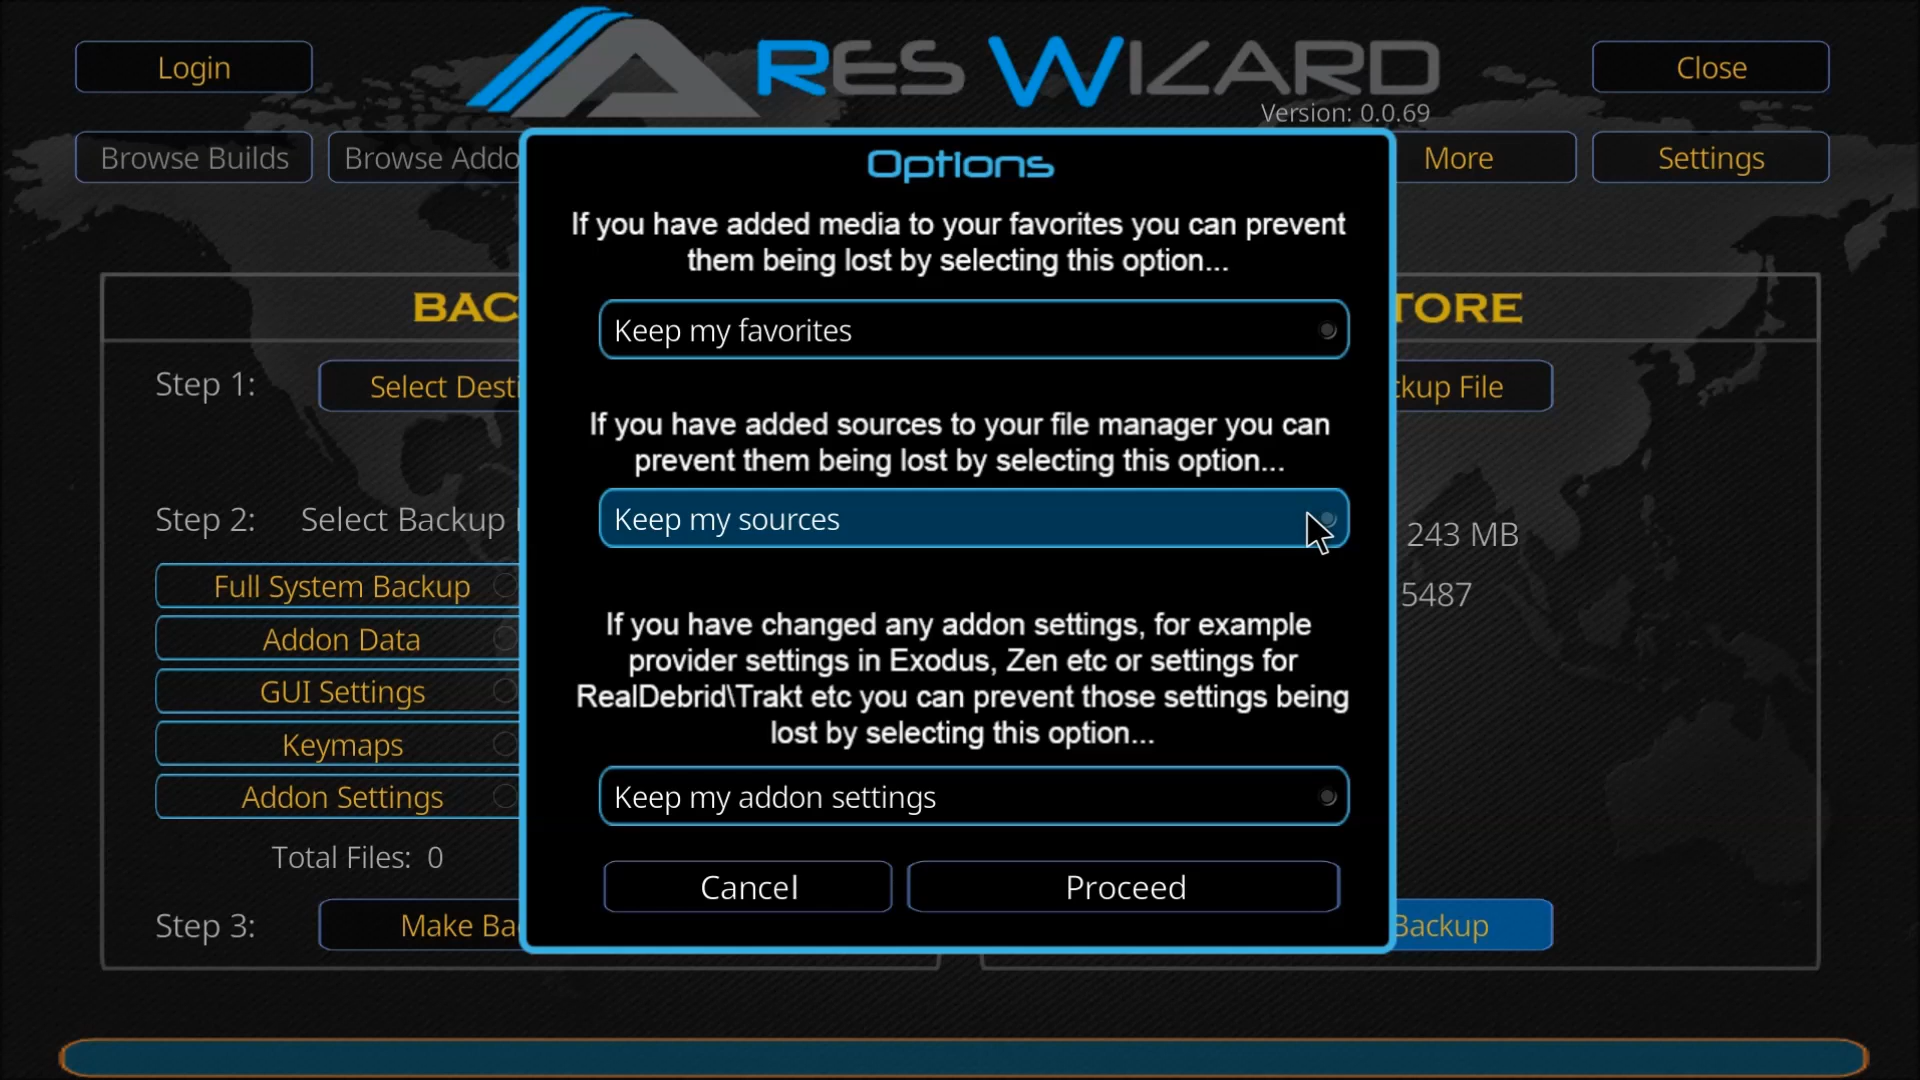 Login
ARES WIZARD
Close
Version: 0.0.69
Browse Builds
Browse Addo
More
Settings
Options
If you have added media to your favorites you can prevent
them being lost by selecting this option...
BAC
TORE
Keep my favorites
Step 1:
Select Desti
ckup File
If you have added sources to your file manager you can
prevent them being lost by selecting this option...
Step 2:
Select Backup
Keep my sources
243 MB
Full System Backup
5487
Addon Data
If you have changed any addon settings, for example
provider settings in Exodus, Zen etc or settings for
RealDebrid\Trakt etc you can prevent those settings being
lost by selecting this option...
GUI Settings
Keymaps
Addon Settings
Keep my addon settings
Total Files: 0
Cancel
Proceed
Step 3:
Make Ba
Backup